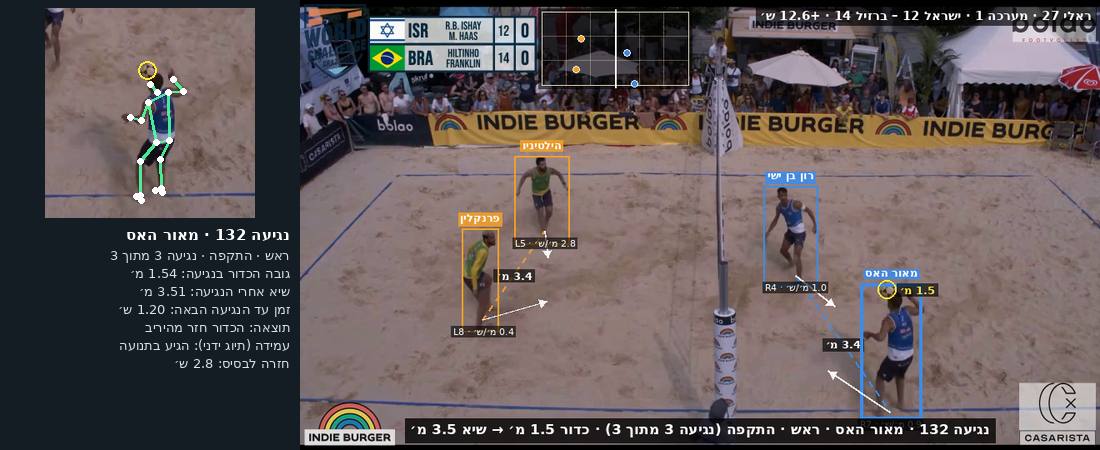 ראלי 27 · מערכה 1 · ישראל 12 – ברזיל 14 · +12.6 ש׳
ISR R.B. ISHAY M. HAAS 12 0
BRA HILTINHO FRANKLIN 14 0
INDIE BURGER
bolao
CASARISTA
bolao
INDIE BURGER
INDIE BURGER
הילטיניו
L5 · 2.8 מ׳/ש׳
פרנקלין
3.4 מ׳
L8 · 0.4 מ׳/ש׳
רון בן ישי
R4 · 1.0 מ׳/ש׳
מאור האס
1.5 מ׳
3.4 מ׳
נגיעה 132 · מאור האס
ראש · התקפה · נגיעה 3 מתוך 3
גובה הכדור בנגיעה: 1.54 מ׳
שיא אחרי הנגיעה: 3.51 מ׳
זמן עד הנגיעה הבאה: 1.20 ש׳
תוצאה: הכדור חזר מהיריב
עמידה (תיוג ידני): הגיע בתנועה
חזרה לבסיס: 2.8 ש׳
INDIE BURGER
נגיעה 132 · מאור האס · ראש · התקפה (נגיעה 3 מתוך 3) · כדור 1.5 מ׳ → שיא 3.5 מ׳
CASARISTA